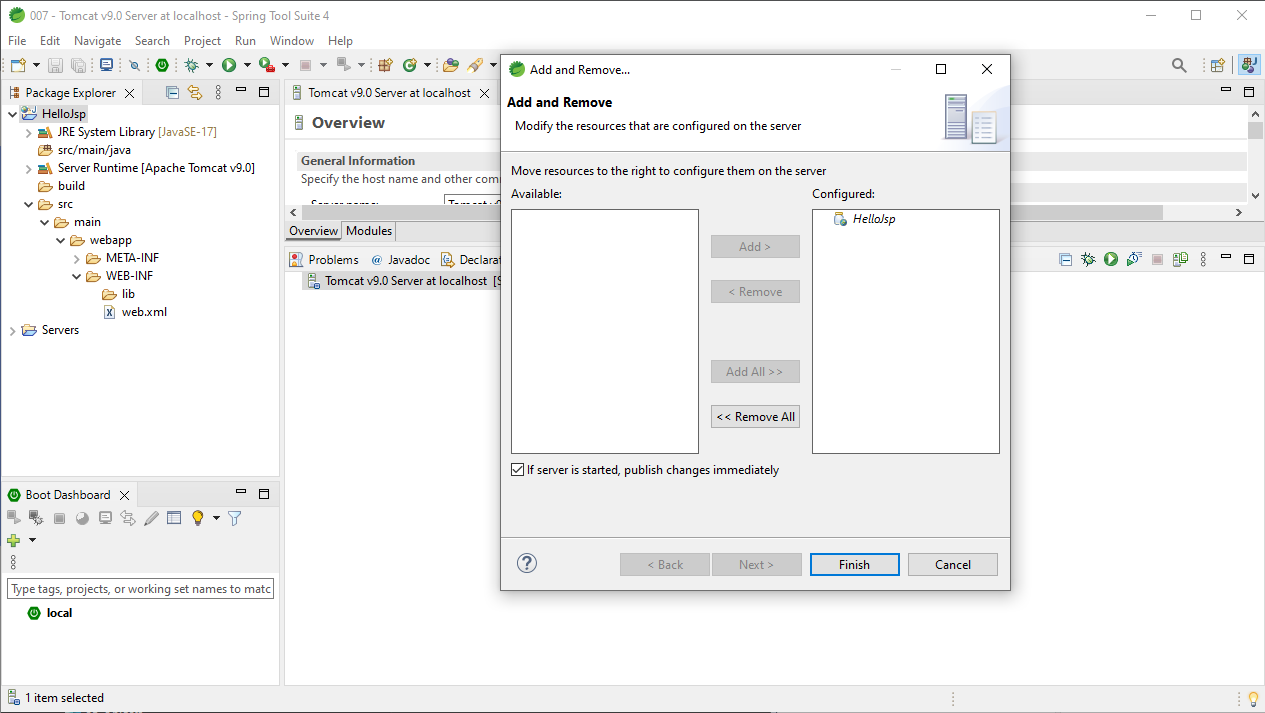 007 - Tomcat v9.0 Server at localhost - Spring Tool Suite 4
File Edit Navigate Search Project Run Window Help
Package Explorer
HelloJsp
JRE System Library [JavaSE-17]
src/main/java
Server Runtime [Apache Tomcat v9.0]
build
src
main
webapp
META-INF
WEB-INF
lib
web.xml
Servers
Boot Dashboard
Type tags, projects, or working set names to matc
local
1 item selected
Tomcat v9.0 Server at localhost
Overview
General Information
Specify the host name and other com
Server name:
Overview Modules
Problems @ Javadoc Declarat
Tomcat v9.0 Server at localhost [S
Add and Remove...
Add and Remove
Modify the resources that are configured on the server
Move resources to the right to configure them on the server
Available:
Configured:
HelloJsp
Add >
< Remove
Add All >>
<< Remove All
If server is started, publish changes immediately
?
< Back Next > Finish Cancel